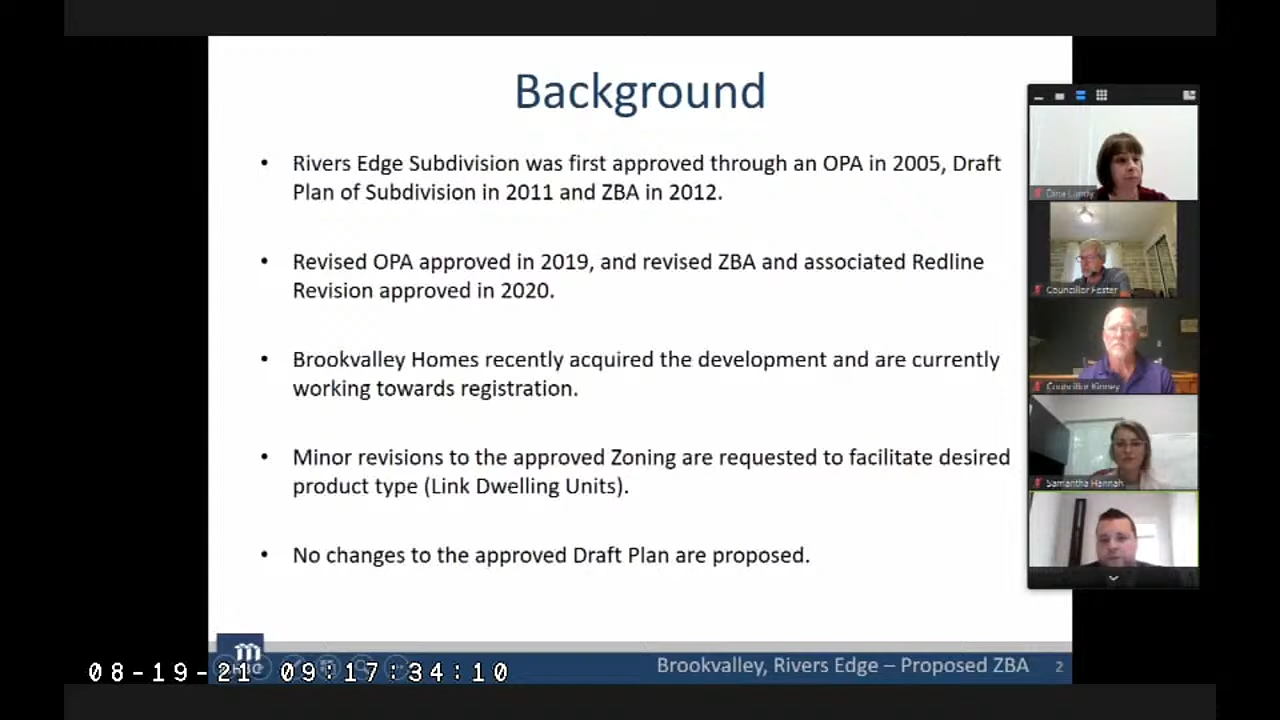 Background
• Rivers Edge Subdivision was first approved through an OPA in 2005, Draft
Plan of Subdivision in 2011 and ZBA in 2012.
• Revised OPA approved in 2019, and revised ZBA and associated Redline
Revision approved in 2020.
• Brookvalley Homes recently acquired the development and are currently
working towards registration.
• Minor revisions to the approved Zoning are requested to facilitate desired
product type (Link Dwelling Units).
• No changes to the approved Draft Plan are proposed.
Councillor Foster
Councillor Kinney
Samantha Hannah
Brookvalley, Rivers Edge – Proposed ZBA 2
08-19-21 09:17:34:10